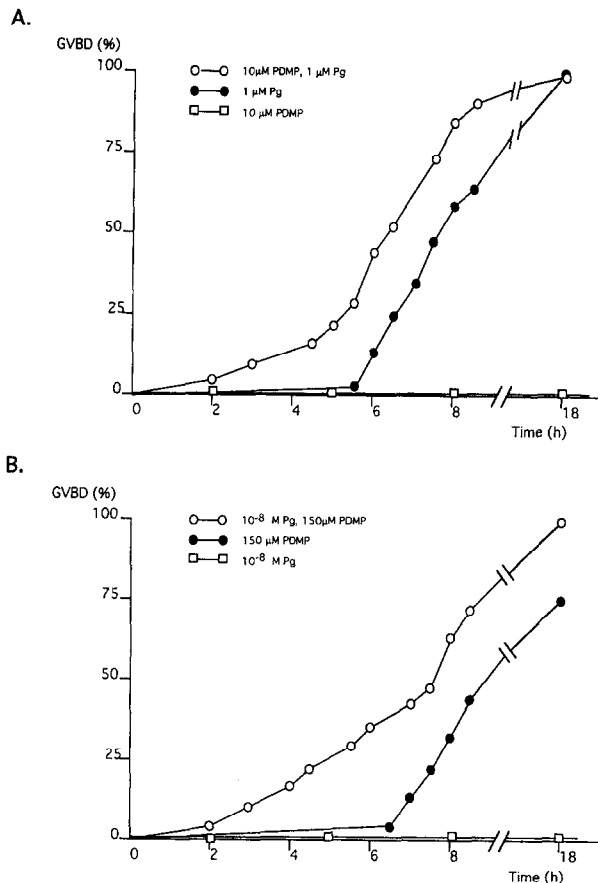 A.
GVBD (%)
100
75
50
25
0
10μM PDMP, 1 μM Pg
1 μM Pg
10 μM PDMP
0 2 4 6 8 18
Time (h)
B.
GVBD (%)
100
75
50
25
0
10⁻⁸ M Pg, 150μM PDMP
150 μM PDMP
10⁻⁸ M Pg
0 2 4 6 8 18
Time (h)